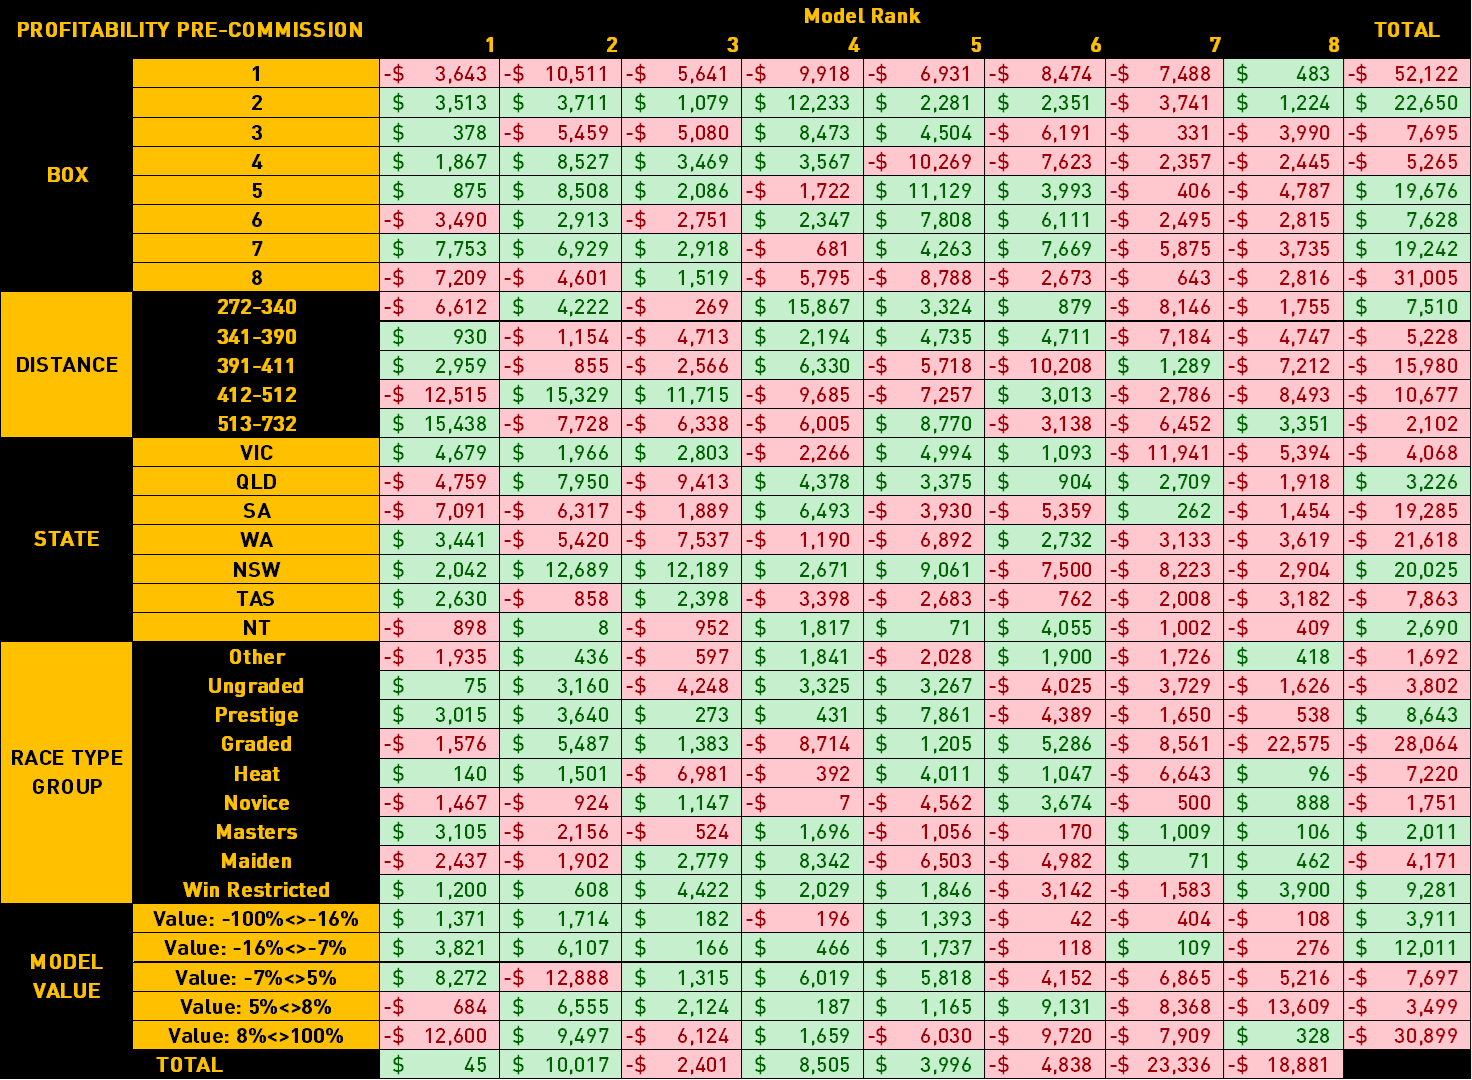 PROFITABILITY PRE-COMMISSION Model Rank TOTAL
1 2 3 4 5 6 7 8
BOX
1 -$ 3,643 -$ 10,511 -$ 5,641 -$ 9,918 -$ 6,931 -$ 8,474 -$ 7,488 $ 483 -$ 52,122
2 $ 3,513 $ 3,711 $ 1,079 $ 12,233 $ 2,281 $ 2,351 -$ 3,741 $ 1,224 $ 22,650
3 $ 378 -$ 5,459 -$ 5,080 $ 8,473 $ 4,504 -$ 6,191 -$ 331 -$ 3,990 -$ 7,695
4 $ 1,867 $ 8,527 $ 3,469 $ 3,567 -$ 10,269 -$ 7,623 -$ 2,357 -$ 2,445 -$ 5,265
5 $ 875 $ 8,508 $ 2,086 -$ 1,722 $ 11,129 $ 3,993 -$ 406 -$ 4,787 $ 19,676
6 -$ 3,490 $ 2,913 -$ 2,751 $ 2,347 $ 7,808 $ 6,111 -$ 2,495 -$ 2,815 $ 7,628
7 $ 7,753 $ 6,929 $ 2,918 -$ 681 $ 4,263 $ 7,669 -$ 5,875 -$ 3,735 $ 19,242
8 -$ 7,209 -$ 4,601 $ 1,519 -$ 5,795 -$ 8,788 -$ 2,673 -$ 643 -$ 2,816 -$ 31,005
DISTANCE
272-340 -$ 6,612 $ 4,222 -$ 269 $ 15,867 $ 3,324 $ 879 -$ 8,146 -$ 1,755 $ 7,510
341-390 $ 930 -$ 1,154 -$ 4,713 $ 2,194 $ 4,735 $ 4,711 -$ 7,184 -$ 4,747 -$ 5,228
391-411 $ 2,959 -$ 855 -$ 2,566 $ 6,330 -$ 5,718 -$ 10,208 $ 1,289 -$ 7,212 -$ 15,980
412-512 -$ 12,515 $ 15,329 $ 11,715 -$ 9,685 -$ 7,257 $ 3,013 -$ 2,786 -$ 8,493 -$ 10,677
513-732 $ 15,438 -$ 7,728 -$ 6,338 -$ 6,005 $ 8,770 -$ 3,138 -$ 6,452 $ 3,351 -$ 2,102
STATE
VIC $ 4,679 $ 1,966 $ 2,803 -$ 2,266 $ 4,994 $ 1,093 -$ 11,941 -$ 5,394 -$ 4,068
QLD -$ 4,759 $ 7,950 -$ 9,413 $ 4,378 $ 3,375 $ 904 $ 2,709 -$ 1,918 $ 3,226
SA -$ 7,091 -$ 6,317 -$ 1,889 $ 6,493 -$ 3,930 -$ 5,359 $ 262 -$ 1,454 -$ 19,285
WA $ 3,441 -$ 5,420 -$ 7,537 -$ 1,190 -$ 6,892 $ 2,732 -$ 3,133 -$ 3,619 -$ 21,618
NSW $ 2,042 $ 12,689 $ 12,189 $ 2,671 $ 9,061 -$ 7,500 -$ 8,223 -$ 2,904 $ 20,025
TAS $ 2,630 -$ 858 $ 2,398 -$ 3,398 -$ 2,683 -$ 762 -$ 2,008 -$ 3,182 -$ 7,863
NT -$ 898 $ 8 -$ 952 $ 1,817 $ 71 $ 4,055 -$ 1,002 -$ 409 $ 2,690
RACE TYPE
GROUP
Other -$ 1,935 $ 436 -$ 597 $ 1,841 -$ 2,028 $ 1,900 -$ 1,726 $ 418 -$ 1,692
Ungraded $ 75 $ 3,160 -$ 4,248 $ 3,325 $ 3,267 -$ 4,025 -$ 3,729 -$ 1,626 -$ 3,802
Prestige $ 3,015 $ 3,640 $ 273 $ 431 $ 7,861 -$ 4,389 -$ 1,650 -$ 538 $ 8,643
Graded -$ 1,576 $ 5,487 $ 1,383 -$ 8,714 $ 1,205 $ 5,286 -$ 8,561 -$ 22,575 -$ 28,064
Heat $ 140 $ 1,501 -$ 6,981 -$ 392 $ 4,011 $ 1,047 -$ 6,643 $ 96 -$ 7,220
Novice -$ 1,467 -$ 924 $ 1,147 -$ 7 -$ 4,562 $ 3,674 -$ 500 $ 888 -$ 1,751
Masters $ 3,105 -$ 2,156 -$ 524 $ 1,696 -$ 1,056 -$ 170 $ 1,009 $ 106 $ 2,011
Maiden -$ 2,437 -$ 1,902 $ 2,779 $ 8,342 -$ 6,503 -$ 4,982 $ 71 $ 462 -$ 4,171
Win Restricted $ 1,200 $ 608 $ 4,422 $ 2,029 $ 1,846 -$ 3,142 -$ 1,583 $ 3,900 $ 9,281
MODEL
VALUE
Value: -100%<>-16% $ 1,371 $ 1,714 $ 182 -$ 196 $ 1,393 -$ 42 -$ 404 -$ 108 $ 3,911
Value: -16%<>-7% $ 3,821 $ 6,107 $ 166 $ 466 $ 1,737 -$ 118 $ 109 -$ 276 $ 12,011
Value: -7%<>5% $ 8,272 -$ 12,888 $ 1,315 $ 6,019 $ 5,818 -$ 4,152 -$ 6,865 -$ 5,216 -$ 7,697
Value: 5%<>8% -$ 684 $ 6,555 $ 2,124 $ 187 $ 1,165 $ 9,131 -$ 8,368 -$ 13,609 -$ 3,499
Value: 8%<>100% -$ 12,600 $ 9,497 -$ 6,124 $ 1,659 -$ 6,030 -$ 9,720 -$ 7,909 $ 328 -$ 30,899
TOTAL $ 45 $ 10,017 -$ 2,401 $ 8,505 $ 3,996 -$ 4,838 -$ 23,336 -$ 18,881